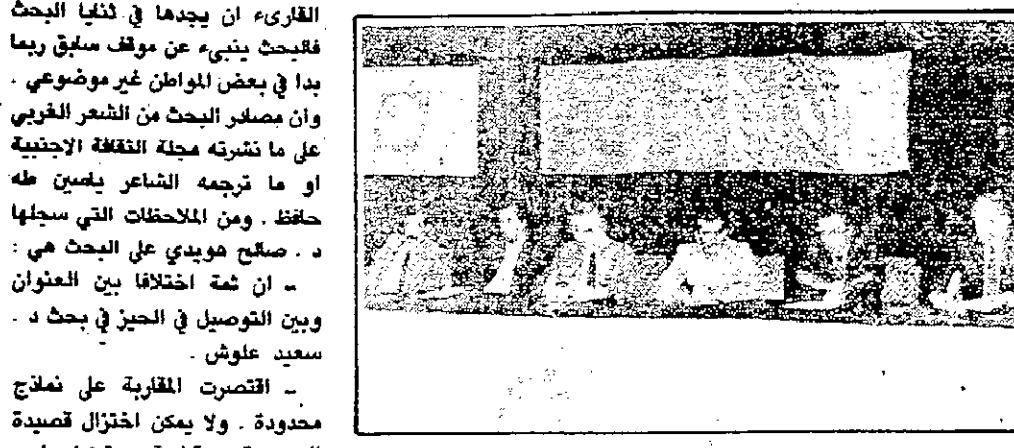 القارىء ان يجدها في ثنايا البحث
فالبحث ينبىء عن موقف سابق ربما
بدا في بعض المواطن غير موضوعي .
وان مصادر البحث من الشعر الغربي
على ما نشرته مجلة الثقافة الاجنبية
او ما ترجمه الشاعر ياسين طه
حافظ . ومن الملاحظات التي سجلها
د . صالح هويدي على البحث هي :
ـ ان ثمة اختلافا بين العنوان
وبين التوصيل في الحيز في بحث د .
سعيد علوش .
ـ اقتصرت المقاربة على نماذج
محدودة . ولا يمكن اختزال قصيدة